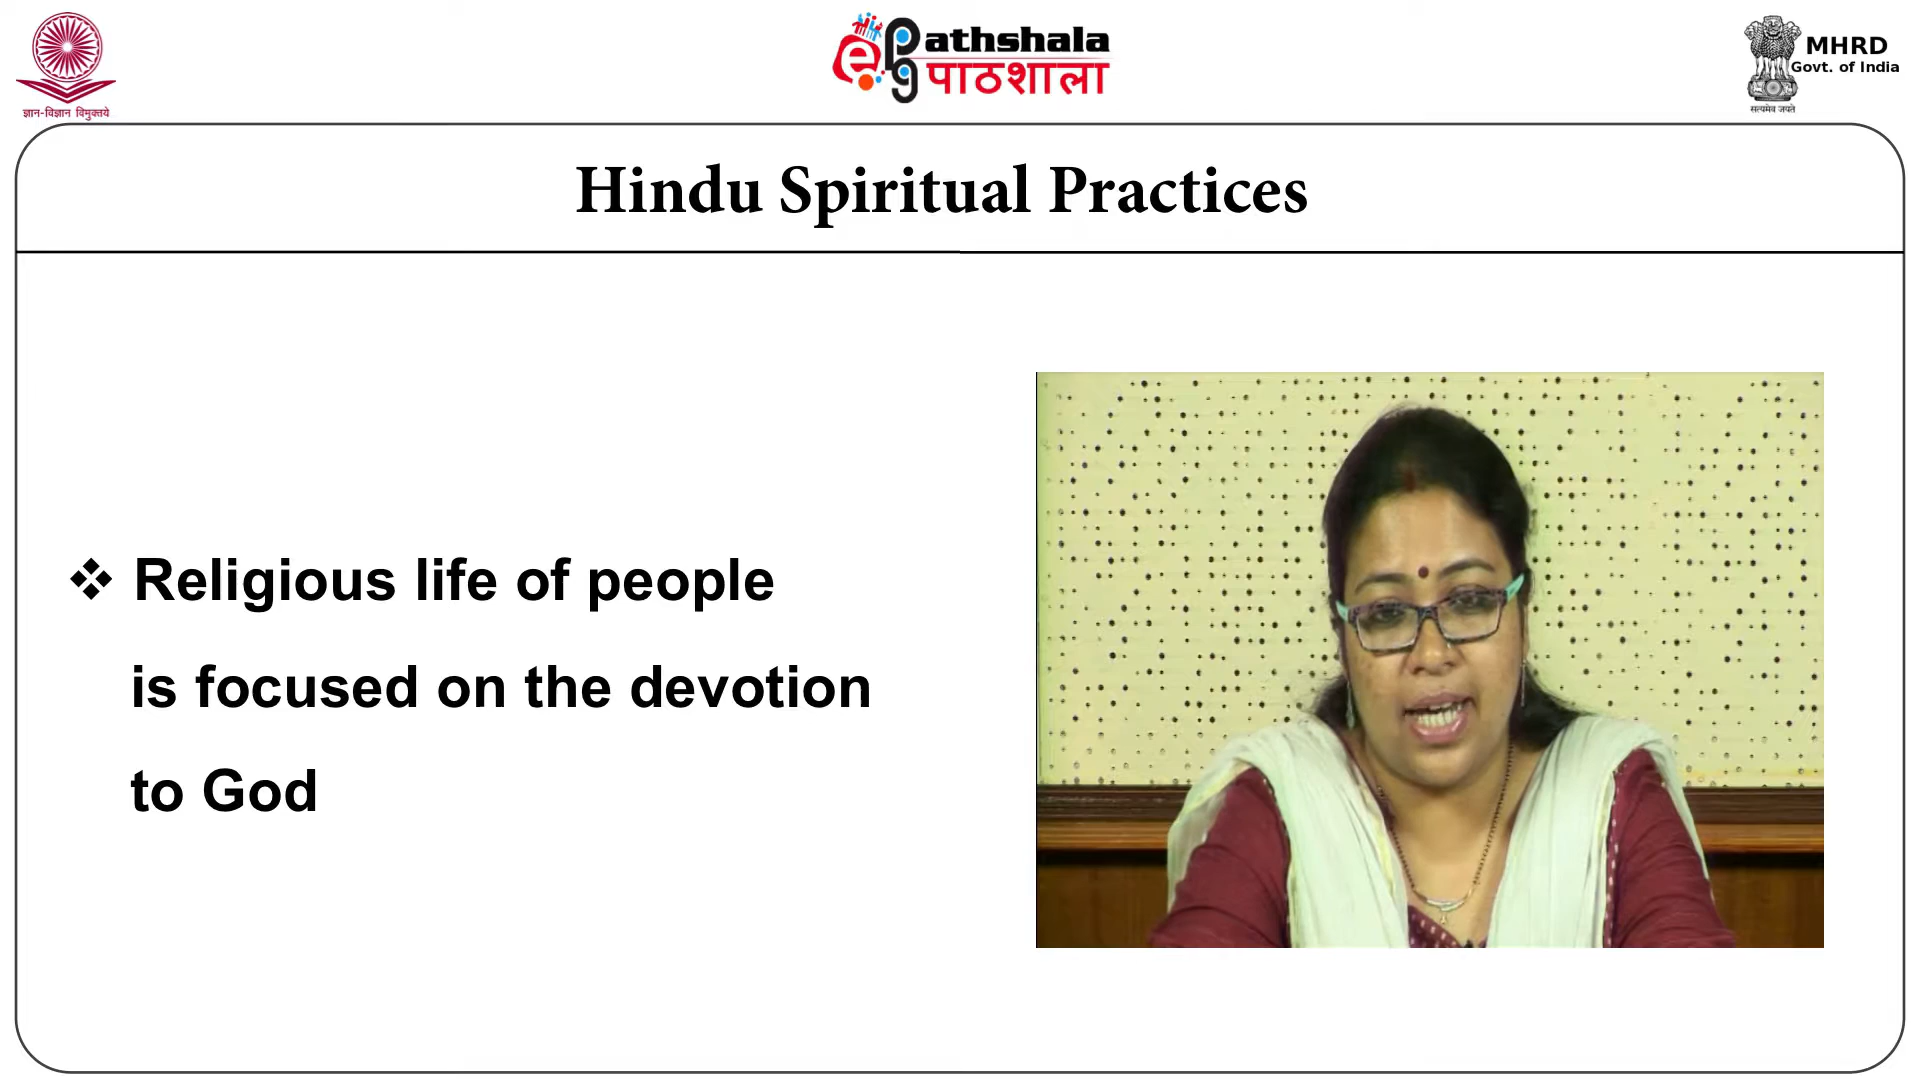 ज्ञान-विज्ञान विमुक्तये
e Pg athshala
पाठशाला
सत्यमेव जयते
MHRD
Govt. of India
Hindu Spiritual Practices
Religious life of people
is focused on the devotion
to God